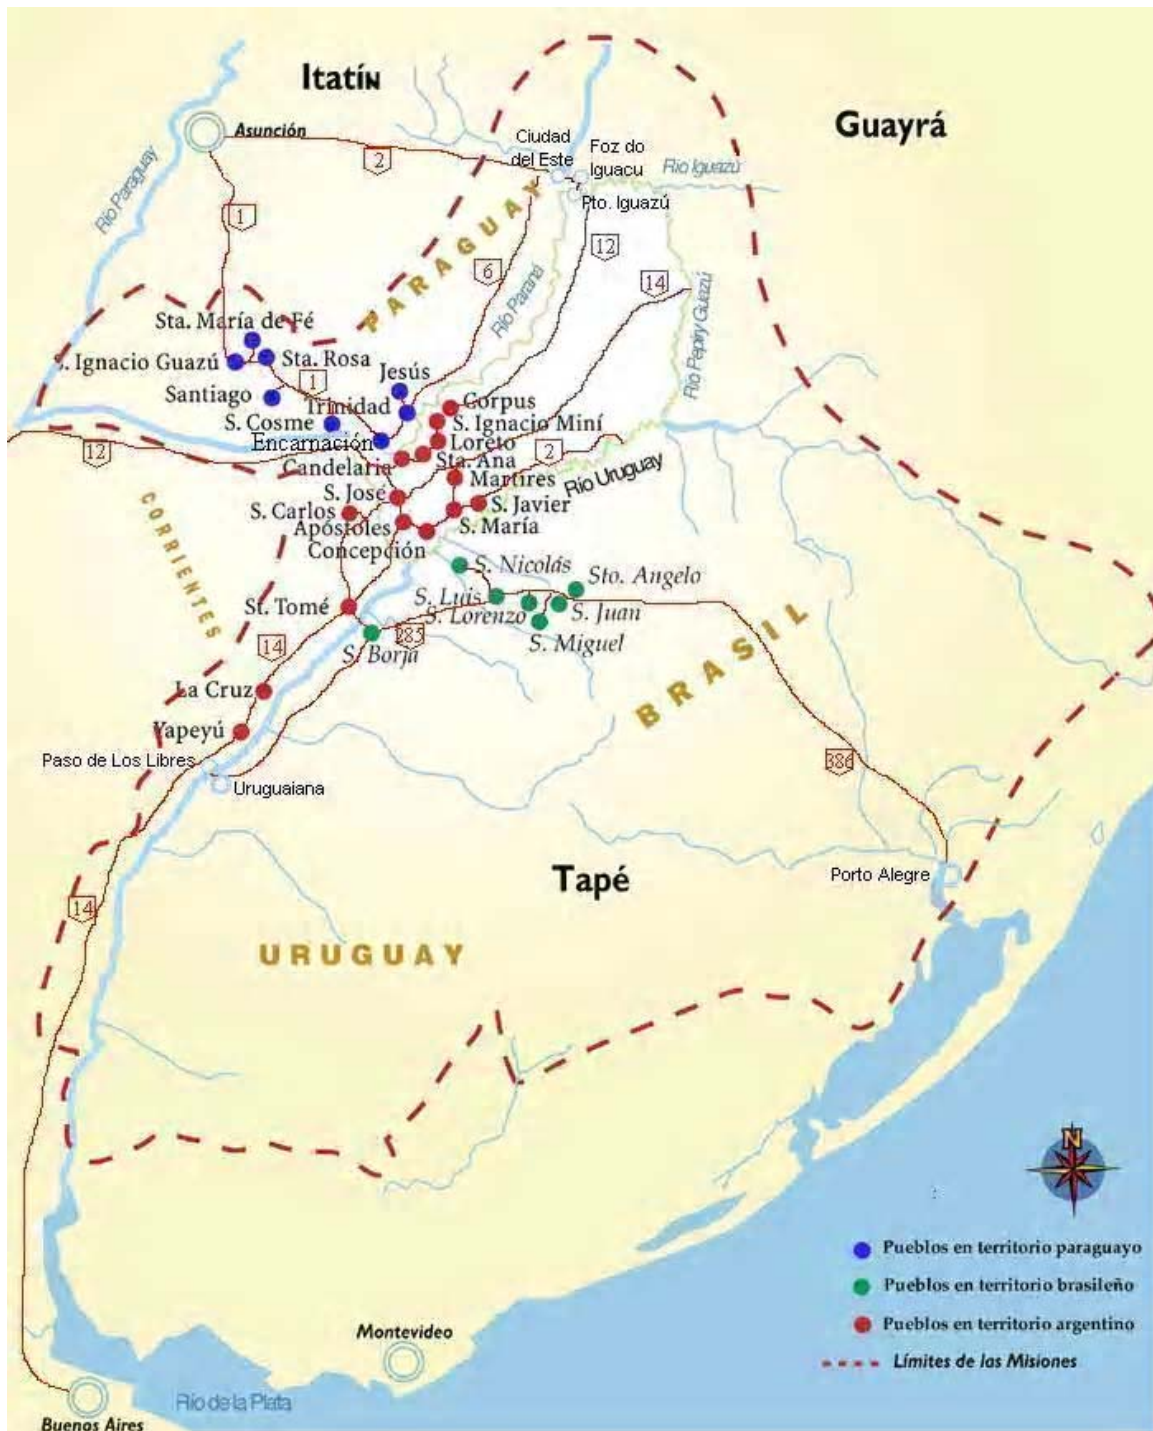 Itatín
Guayrá
Asunción
Ciudad
del Este
Foz do
Iguacu
Río Iguazú
2
Pto. Iguazú
Río Paraguay
1
PARAGUAY
12
6
14
Río Paraná
Río Pepiry Guazú
Sta. María de Fé
S. Ignacio Guazú
Sta. Rosa
Jesús
1
Santiago
Trinidad
Corpus
S. Cosme
S. Ignacio Miní
Encarnación
Loreto
12
2
Candelaria
Sta. Ana
Río Uruguay
Martires
S. José
S. Carlos
S. Javier
Apóstoles
S. María
Concepción
CORRIENTES
S. Nicolás
Sto. Angelo
S. Luis
St. Tomé
S. Lorenzo
S. Juan
285
S. Miguel
14
S. Borja
BRASIL
La Cruz
Yapeyú
Paso de Los Libres
386
Uruguaiana
Tapé
Porto Alegre
14
URUGUAY
N
Pueblos en territorio paraguayo
Pueblos en territorio brasileño
Pueblos en territorio argentino
Límites de las Misiones
Montevideo
Río de la Plata
Buenos Aires